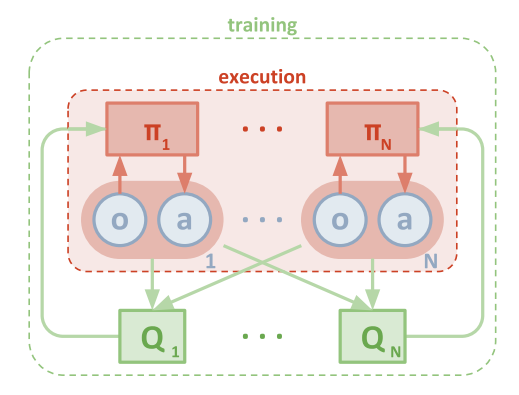 training
execution
π1 ... πN
o a ... o a
1 N
Q1 ... QN